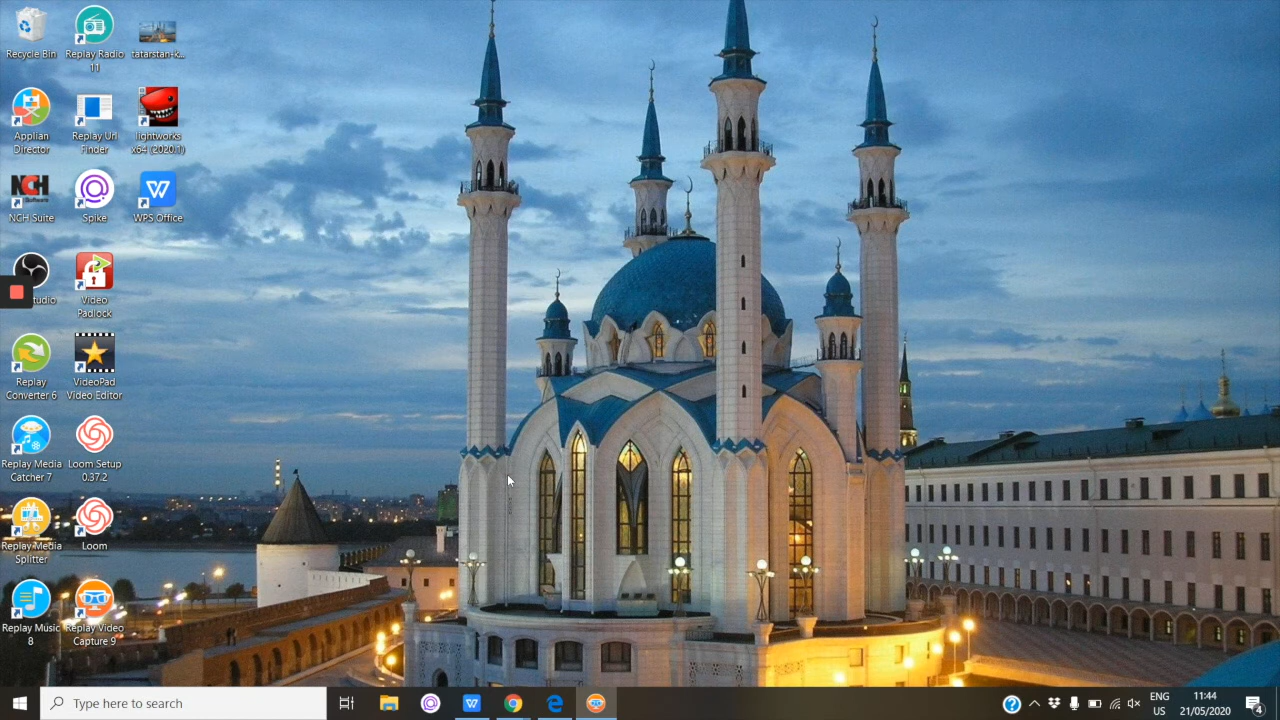 Recycle Bin
Replay Radio
11
tatarstan-k...
Applian
Director
Replay Url
Finder
lightworks
x64 (2020.1)
NCH
NCH Suite
Spike
W
WPS Office
tudio
Video
Padlock
Replay
Converter 6
VideoPad
Video Editor
Replay Media
Catcher 7
Loom Setup
0.37.2
Replay Media
Splitter
Loom
Replay Music
8
Replay Video
Capture 9
Type here to search
W
ENG
US
11:44
21/05/2020
4